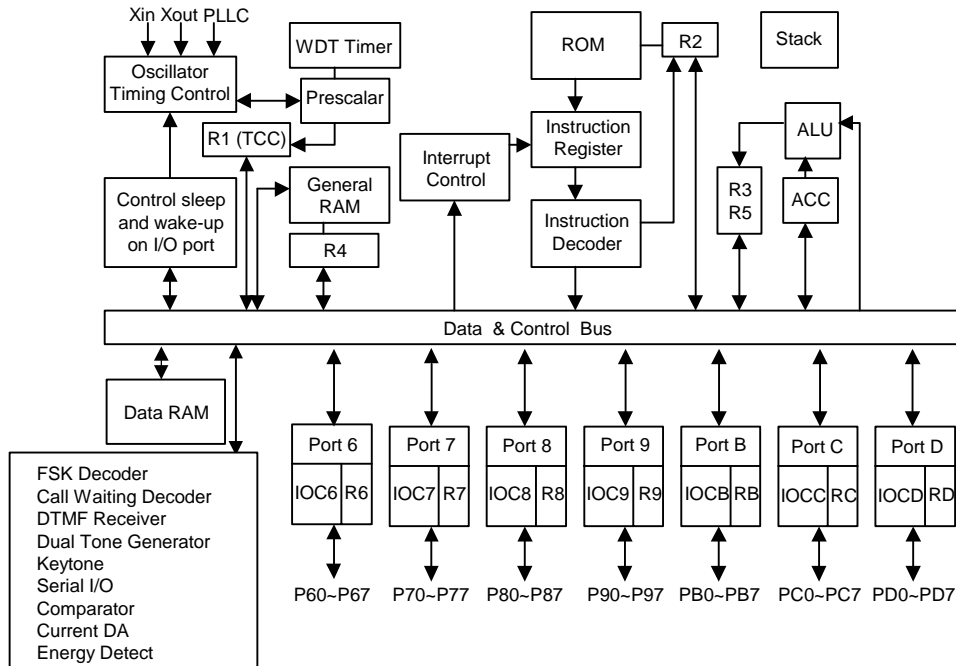 Xin Xout PLLC
Oscillator
Timing Control
WDT Timer
Prescalar
R1 (TCC)
Control sleep
and wake-up
on I/O port
General
RAM
R4
Interrupt
Control
ROM
R2
Stack
Instruction
Register
Instruction
Decoder
ALU
R3
R5
ACC
Data & Control Bus
Data RAM
FSK Decoder
Call Waiting Decoder
DTMF Receiver
Dual Tone Generator
Keytone
Serial I/O
Comparator
Current DA
Energy Detect
Port 6
IOC6 R6
P60~P67
Port 7
IOC7 R7
P70~P77
Port 8
IOC8 R8
P80~P87
Port 9
IOC9 R9
P90~P97
Port B
IOCB RB
PB0~PB7
Port C
IOCC RC
PC0~PC7
Port D
IOCD RD
PD0~PD7